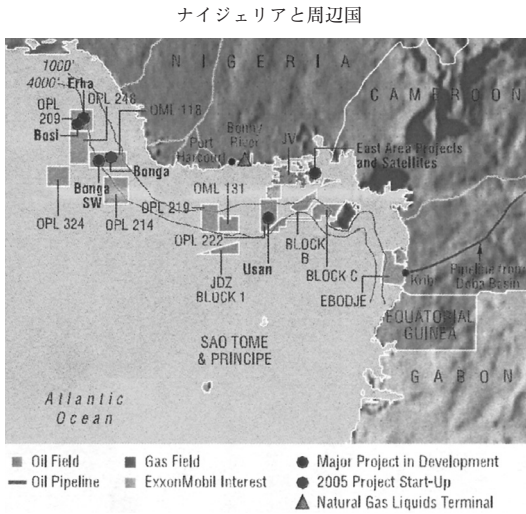 ナイジェリアと周辺国
NIGERIA
CAMEROON
1000'
4000'
Erha
OPL 209
OPL 248
OML 118
Bosi
Bonga
Bonga SW
Port Harcourt
Bonny River
JV
East Area Projects and Satellites
OPL 324
OPL 214
OPL 219
OML 131
OPL 222
Usan
BLOCK B
BLOCK C
JDZ BLOCK 1
EBODJE
Kribi
Pipeline from Doba Basin
EQUATORIAL GUINEA
SAO TOME & PRINCIPE
GABON
Atlantic Ocean
Oil Field
Gas Field
Major Project in Development
Oil Pipeline
ExxonMobil Interest
2005 Project Start-Up
Natural Gas Liquids Terminal